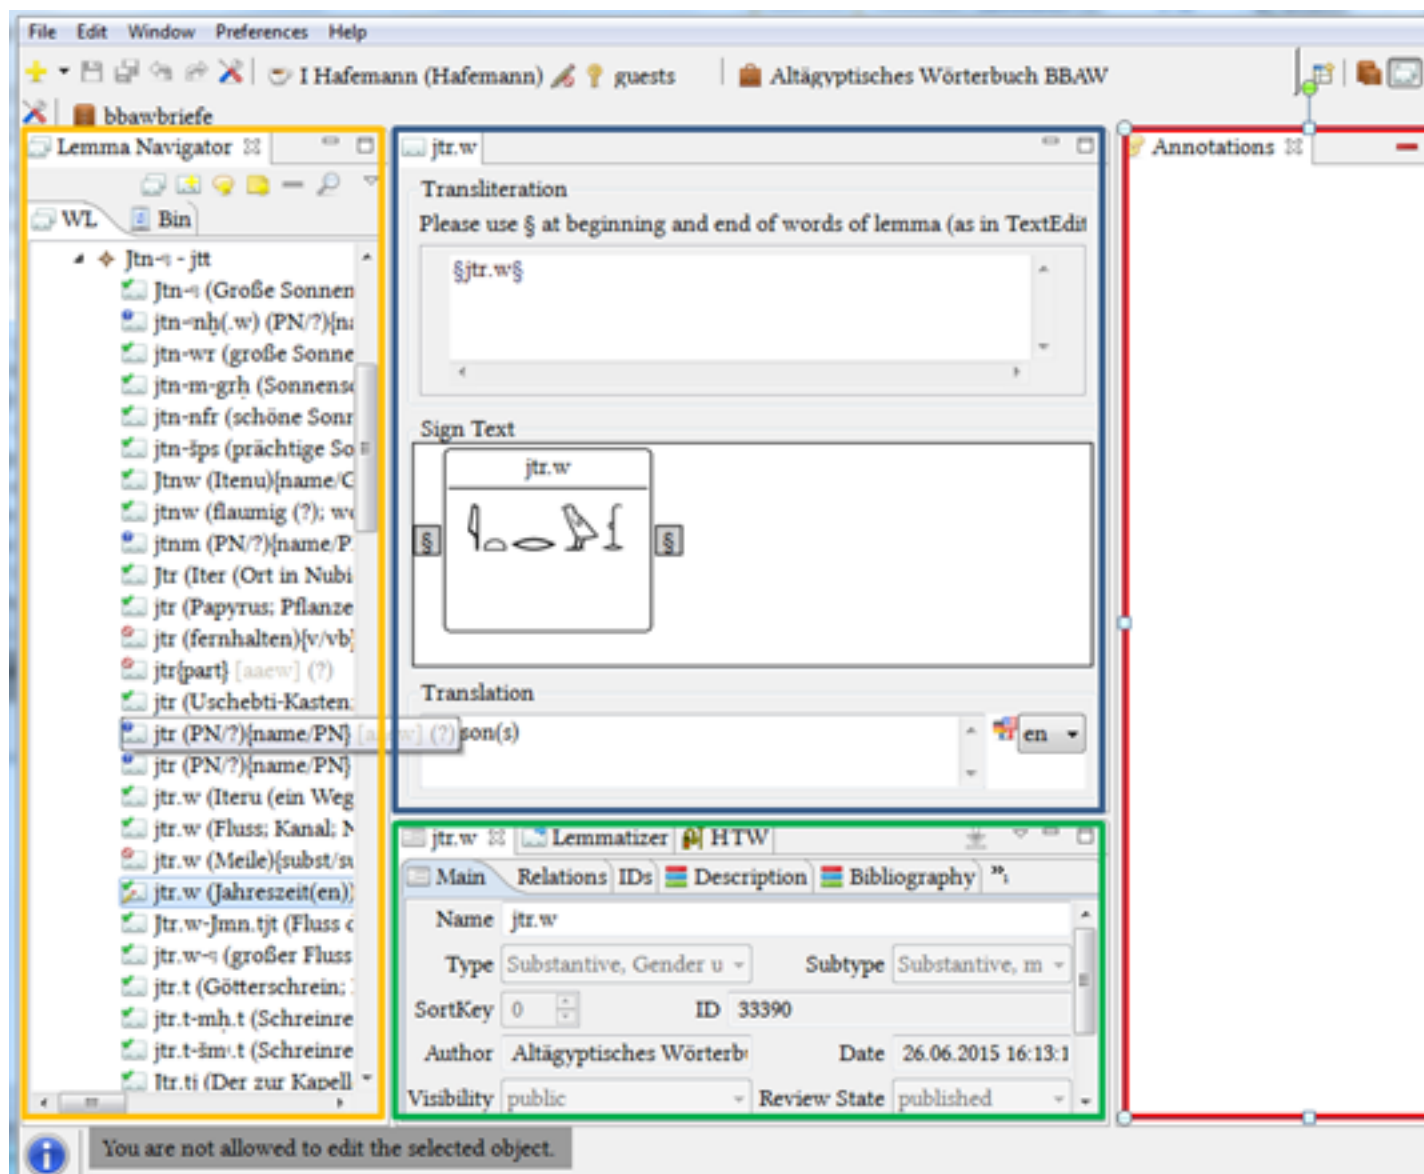 File Edit Window Preferences Help
I Hafemann (Hafemann) guests Altägyptisches Wörterbuch BBAW
bbawbriefe
Lemma Navigator
WL Bin
Jtn-ꜥꜣ - jtt
Jtn-ꜥꜣ (Große Sonnen
jtn-ꜥnḫ(.w) (PN/?){na
jtn-wr (große Sonne
jtn-m-grḥ (Sonnensc
jtn-nfr (schöne Sonn
jtn-šps (prächtige So
Jtnw (Itenu){name/G
jtnw (flaumig (?); we
jtnm (PN/?){name/P
Jtr (Iter (Ort in Nubi
jtr (Papyrus; Pflanze
jtr (fernhalten){v/vb
jtr{part} [aaew] (?)
jtr (Uschebti-Kasten
jtr (PN/?){name/PN} [aaew] (?)
jtr (PN/?){name/PN}
jtr.w (Iteru (ein Weg
jtr.w (Fluss; Kanal; N
jtr.w (Meile){subst/su
jtr.w (Jahreszeit(en))
Jtr.w-Jmn.tjt (Fluss d
jtr.w-ꜥꜣ (großer Fluss
jtr.t (Götterschrein;
jtr.t-mḥ.t (Schreinre
jtr.t-šmꜥ.t (Schreinre
Jtr.tj (Der zur Kapell
jtr.w
Transliteration
Please use § at beginning and end of words of lemma (as in TextEdit
§jtr.w§
Sign Text
jtr.w
§ §
Translation
son(s) en
jtr.w Lemmatizer HTW
Main Relations IDs Description Bibliography
Name jtr.w
Type Substantive, Gender u Subtype Substantive, m
SortKey 0 ID 33390
Author Altägyptisches Wörterb Date 26.06.2015 16:13:1
Visibility public Review State published
Annotations
You are not allowed to edit the selected object.